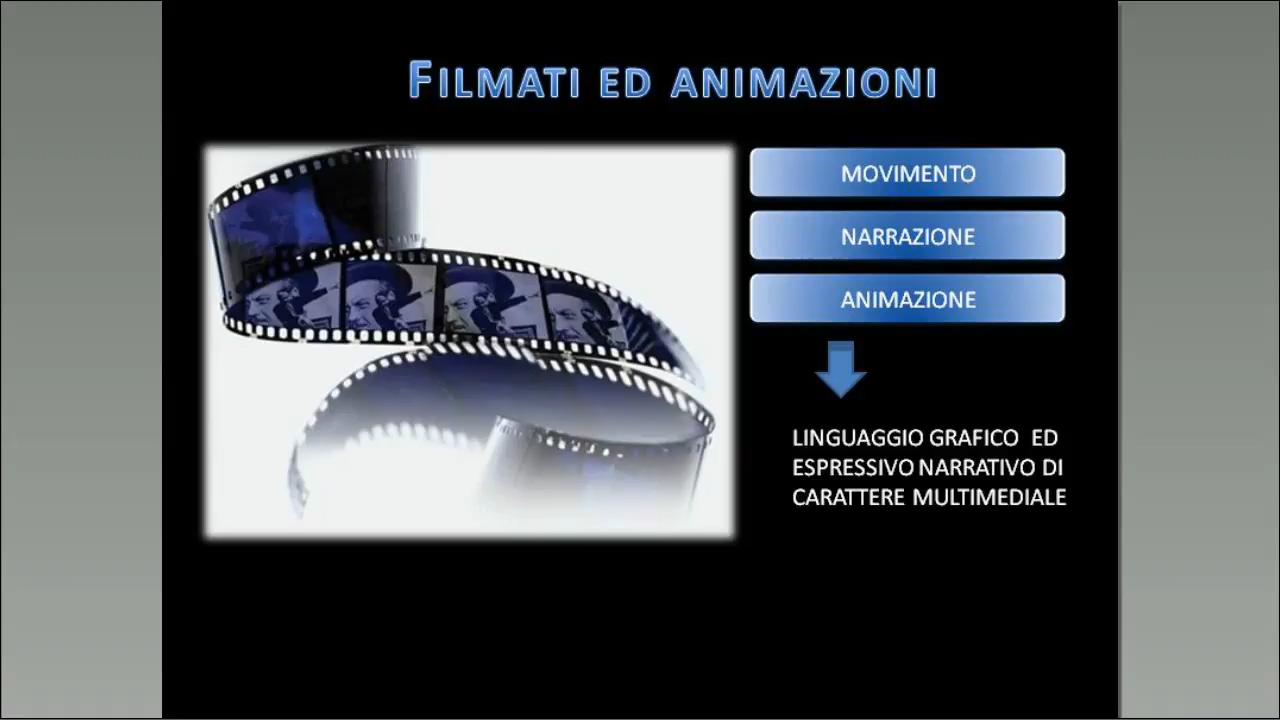 FILMATI ED ANIMAZIONI
MOVIMENTO
NARRAZIONE
ANIMAZIONE
LINGUAGGIO GRAFICO ED
ESPRESSIVO NARRATIVO DI
CARATTERE MULTIMEDIALE